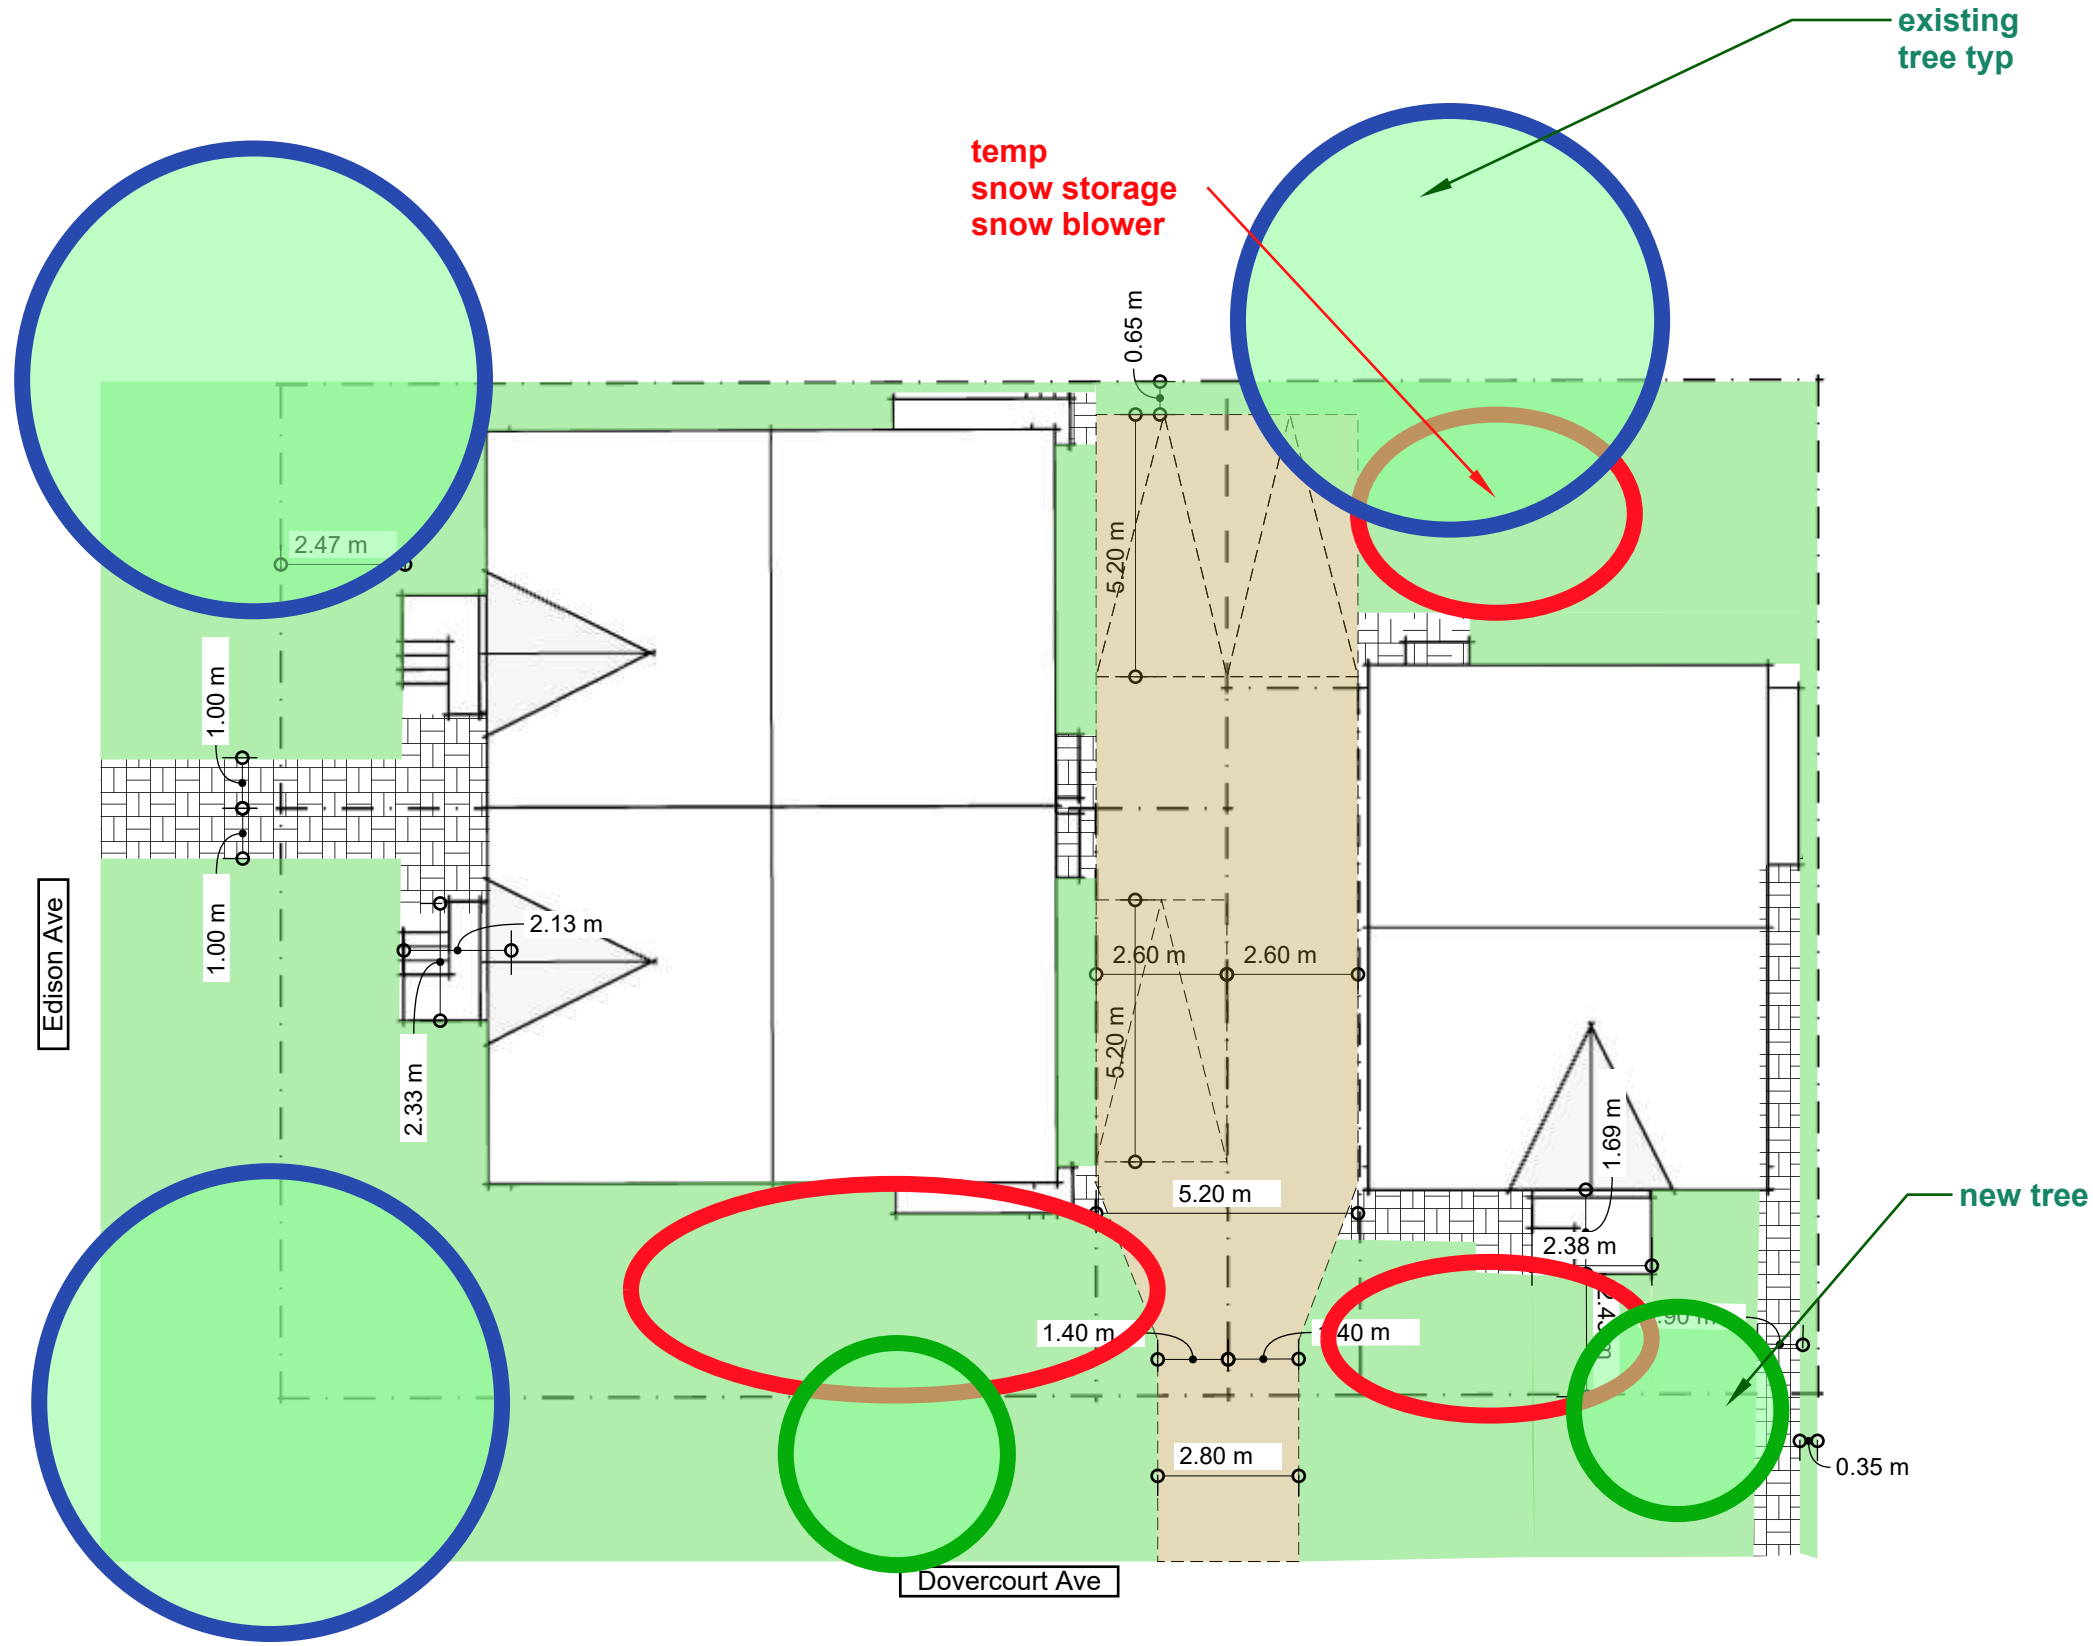 existing
tree typ
temp
snow storage
snow blower
0.65 m
2.47 m
5.20 m
1.00 m
1.00 m
2.13 m
2.60 m
2.60 m
Edison Ave
5.20 m
2.33 m
1.69 m
5.20 m
new tree
2.38 m
1.40 m
40 m
.90 m
2.80 m
0.35 m
Dovercourt Ave